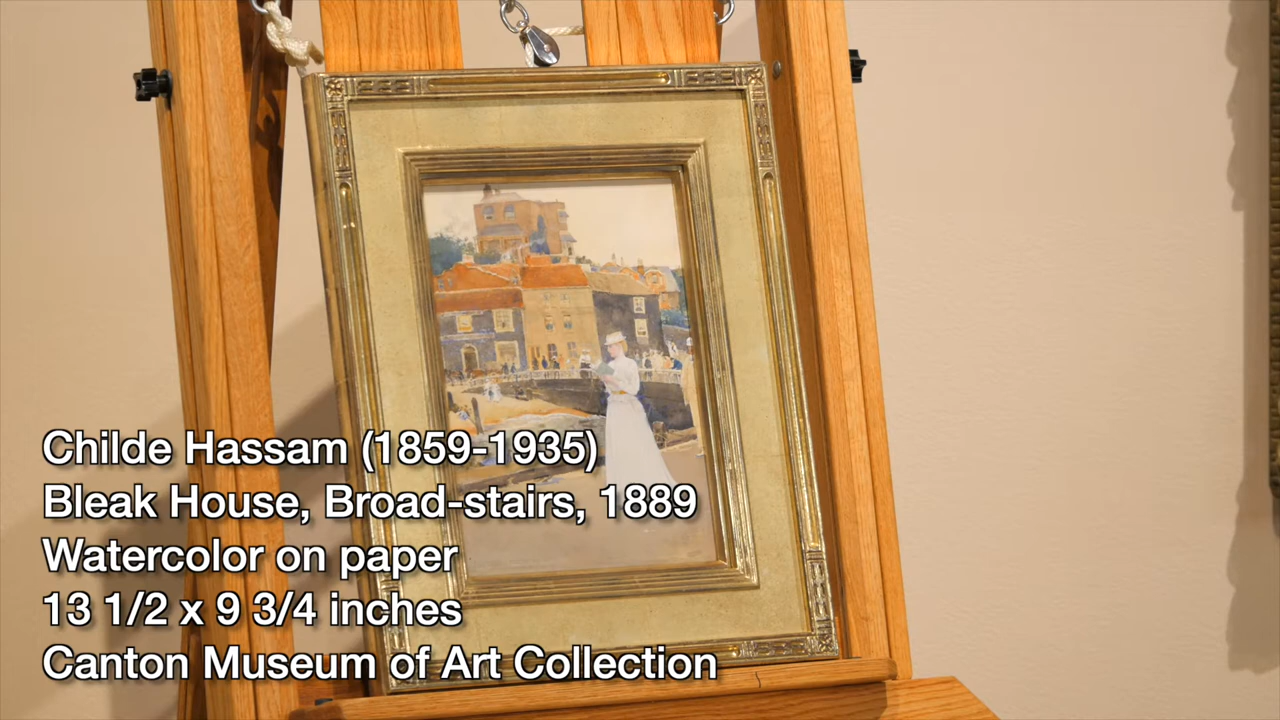 Childe Hassam (1859-1935)
Bleak House, Broad-stairs, 1889
Watercolor on paper
13 1/2 x 9 3/4 inches
Canton Museum of Art Collection